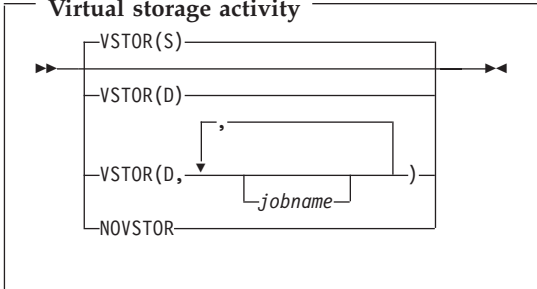 Virtual storage activity
VSTOR(S)
VSTOR(D)
,
VSTOR(D, )
jobname
NOVSTOR